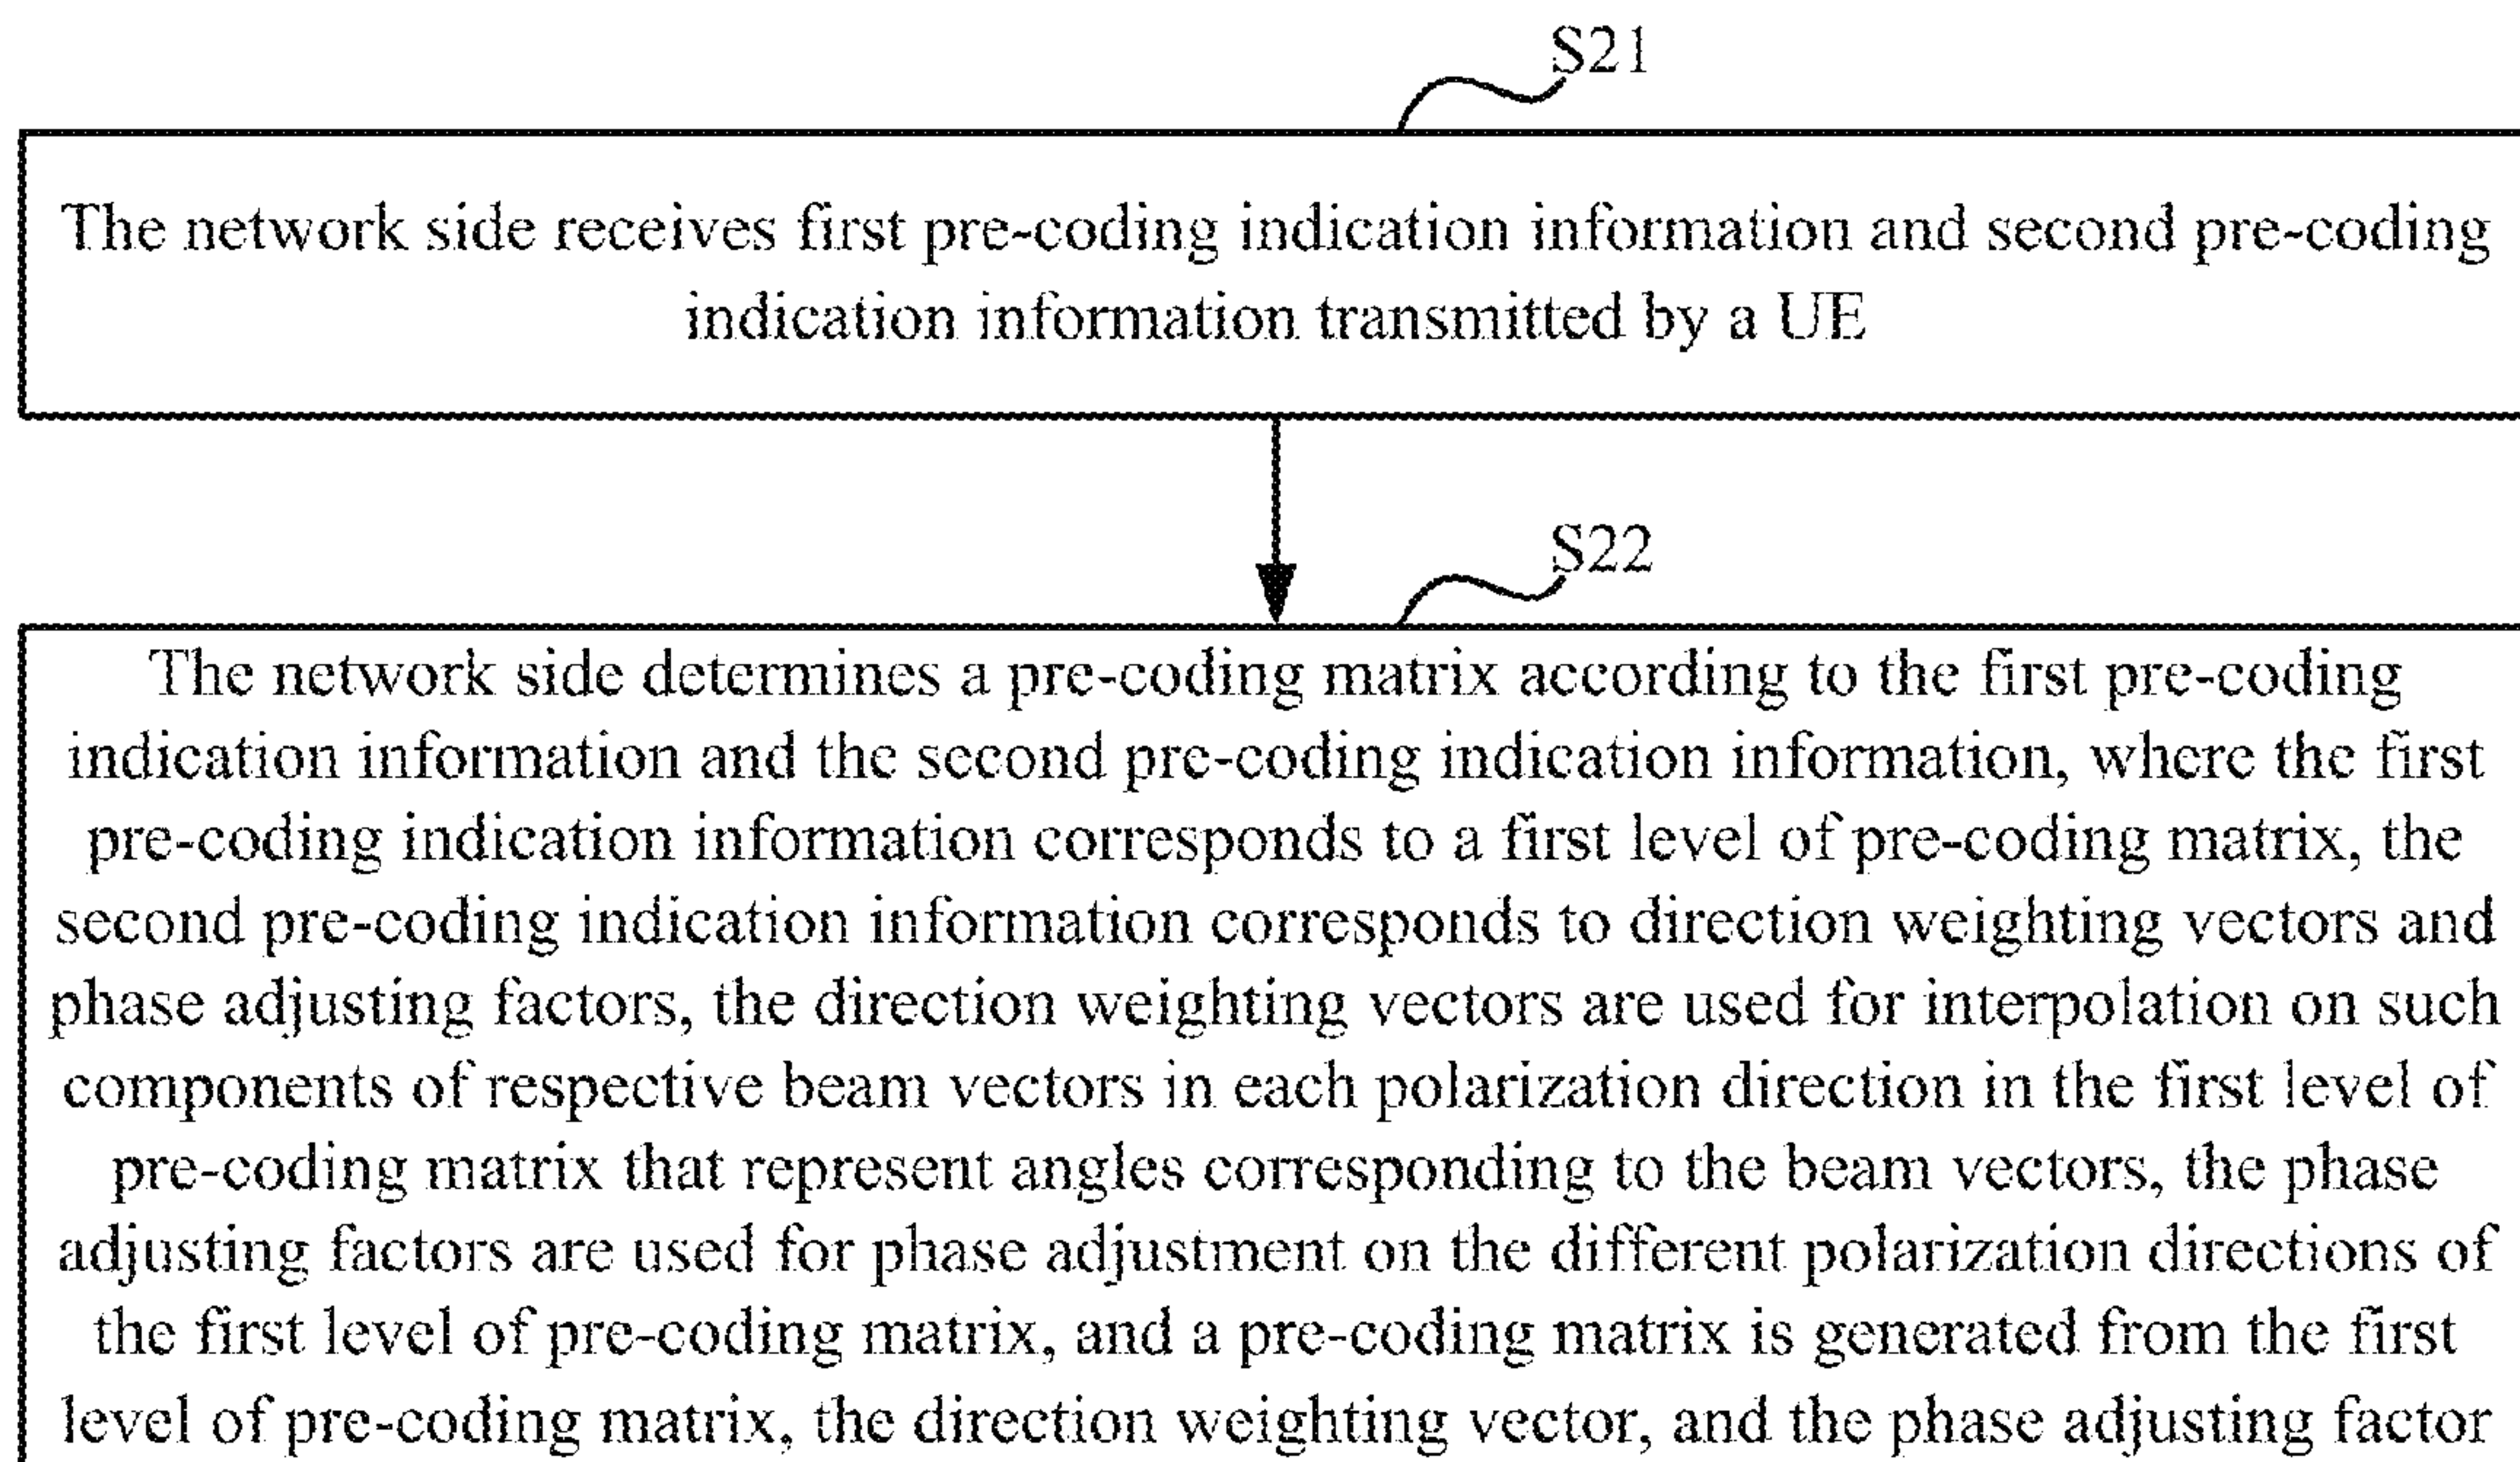 S21
The network side receives first pre-coding indication information and second pre-coding
indication information transmitted by a UE
S22
The network side determines a pre-coding matrix according to the first pre-coding
indication information and the second pre-coding indication information, where the first
pre-coding indication information corresponds to a first level of pre-coding matrix, the
second pre-coding indication information corresponds to direction weighting vectors and
phase adjusting factors, the direction weighting vectors are used for interpolation on such
components of respective beam vectors in each polarization direction in the first level of
pre-coding matrix that represent angles corresponding to the beam vectors, the phase
adjusting factors are used for phase adjustment on the different polarization directions of
the first level of pre-coding matrix, and a pre-coding matrix is generated from the first
level of pre-coding matrix, the direction weighting vector, and the phase adjusting factor